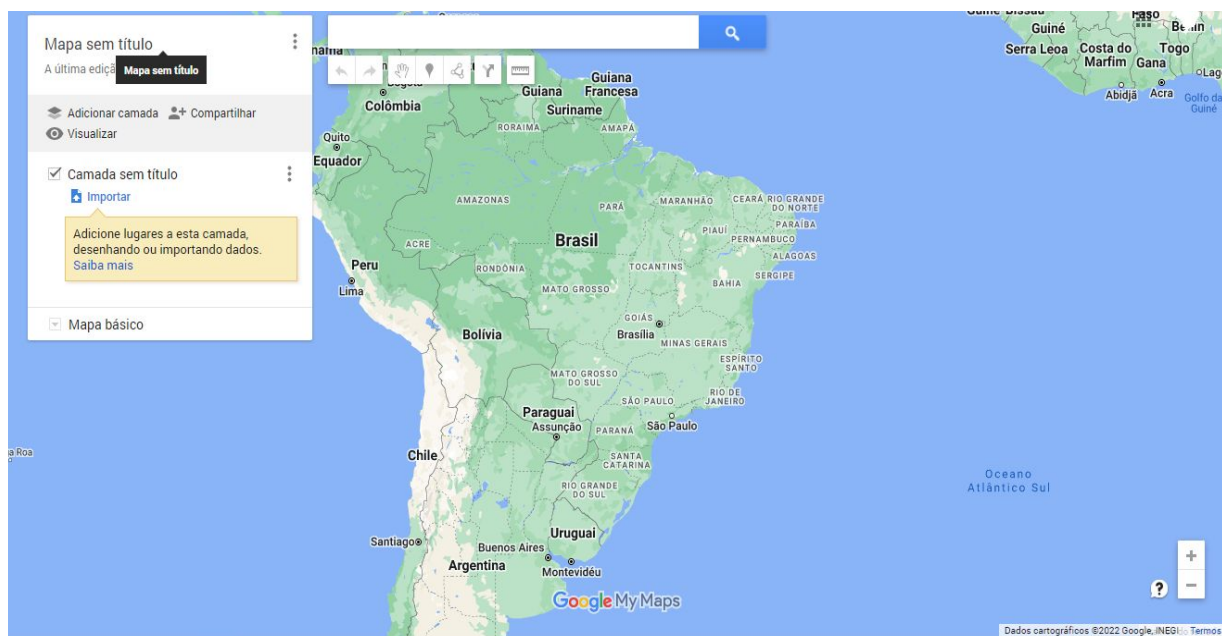 Mapa sem título
A última ediçã
Mapa sem título
Adicionar camada Compartilhar
Visualizar
Camada sem título
Importar
Adicione lugares a esta camada,
desenhando ou importando dados.
Saiba mais
Mapa básico
Guiné
Serra Leoa
Costa do
Marfim
Togo
Gana
Abidjã
Acra
Golfo da
Guiné
Colômbia
Guiana
Guiana
Francesa
Suriname
RORAIMA
AMAPÁ
Quito
Equador
AMAZONAS
PARÁ
MARANHÃO
CEARÁ
RIO GRANDE
DO NORTE
PARAÍBA
PIAUÍ
PERNAMBUCO
ALAGOAS
ACRE
Brasil
Peru
Lima
RONDÔNIA
TOCANTINS
SERGIPE
BAHIA
MATO GROSSO
GOIÁS
Brasília
Bolívia
MINAS GERAIS
ESPÍRITO
SANTO
MATO GROSSO
DO SUL
RIO DE
JANEIRO
SÃO PAULO
São Paulo
Paraguai
Assunção
PARANÁ
Chile
SANTA
CATARINA
RIO GRANDE
DO SUL
a Roa
Oceano
Atlântico Sul
Uruguai
Santiago
Buenos Aires
Argentina
Montevidéu
Google My Maps
Dados cartográficos ©2022 Google, INEGI Termos